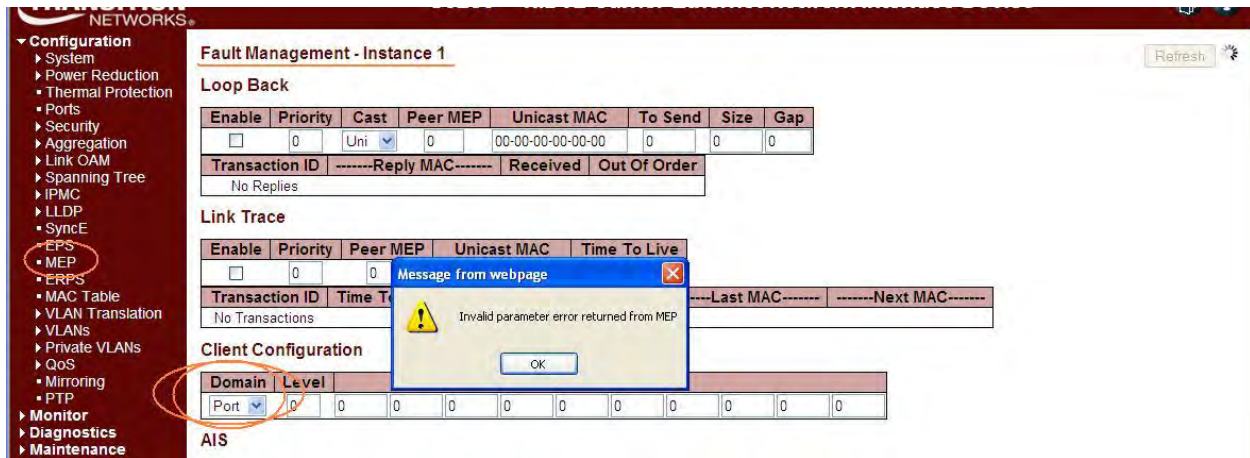 NETWORKS®
Configuration
System
Power Reduction
Thermal Protection
Ports
Security
Aggregation
Link OAM
Spanning Tree
IPMC
LLDP
SyncE
EPS
MEP
ERPS
MAC Table
VLAN Translation
VLANs
Private VLANs
QoS
Mirroring
PTP
Monitor
Diagnostics
Maintenance
Fault Management - Instance 1
Refresh
Loop Back
Enable Priority Cast Peer MEP Unicast MAC To Send Size Gap
0 Uni 0 00-00-00-00-00-00 0 0 0
Transaction ID -------Reply MAC------- Received Out Of Order
No Replies
Link Trace
Enable Priority Peer MEP Unicast MAC Time To Live
0 0
Transaction ID Time T ----Last MAC------- -------Next MAC-------
No Transactions
Message from webpage
Invalid parameter error returned from MEP
OK
Client Configuration
Domain Level
Port 0 0 0 0 0 0 0 0 0 0 0
AIS